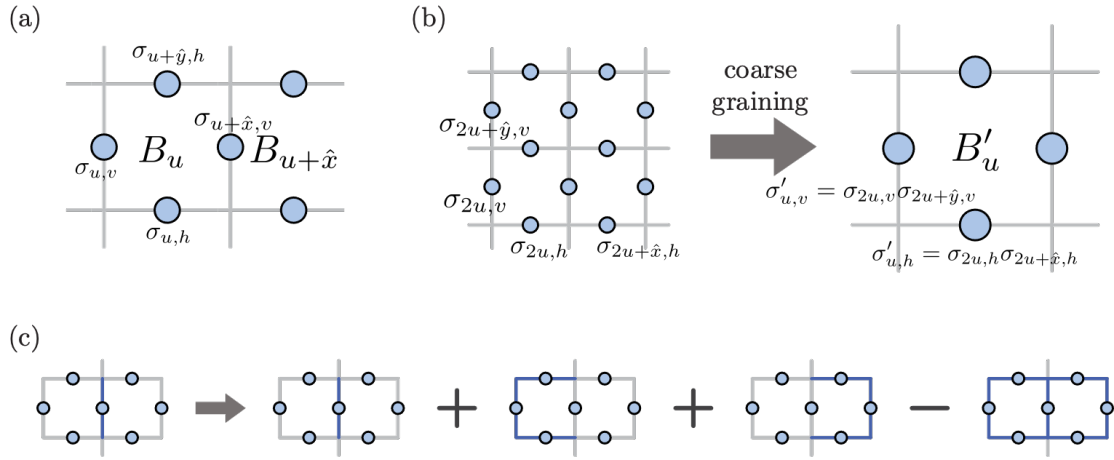 (a)
σ_{u+ŷ,h}
σ_{u+x̂,v}
B_u
B_{u+x̂}
σ_{u,v}
σ_{u,h}
(b)
σ_{2u+ŷ,v}
σ_{2u,v}
σ_{2u,h}
σ_{2u+x̂,h}
coarse
graining
B'_u
σ'_{u,v} = σ_{2u,v}σ_{2u+ŷ,v}
σ'_{u,h} = σ_{2u,h}σ_{2u+x̂,h}
(c)
+ + −